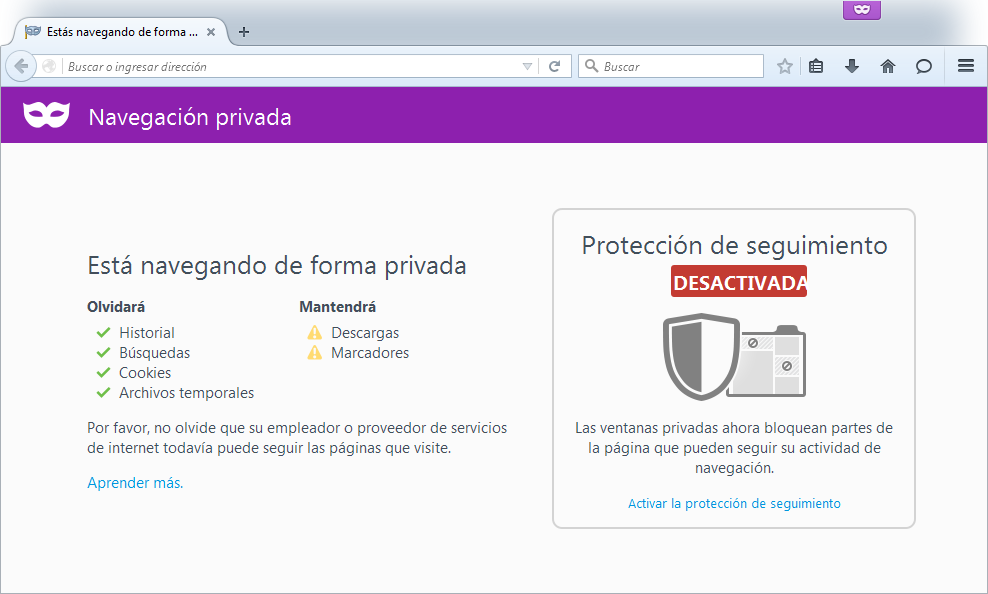 Estás navegando de forma ...
Buscar o ingresar dirección
Buscar
Navegación privada
Está navegando de forma privada
Olvidará
Historial
Búsquedas
Cookies
Archivos temporales
Mantendrá
Descargas
Marcadores
Por favor, no olvide que su empleador o proveedor de servicios
de internet todavía puede seguir las páginas que visite.
Aprender más.
Protección de seguimiento
DESACTIVADA
Las ventanas privadas ahora bloquean partes de
la página que pueden seguir su actividad de
navegación.
Activar la protección de seguimiento